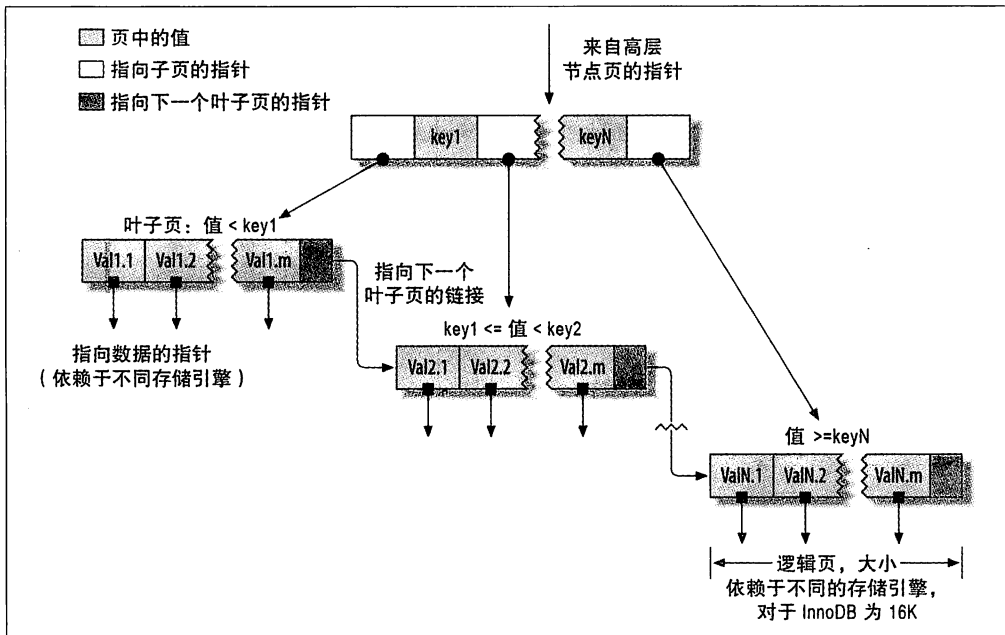 页中的值
指向子页的指针
指向下一个叶子页的指针
来自高层
节点页的指针
key1
keyN
叶子页：值 < key1
Val1.1
Val1.2
Val1.m
指向下一个
叶子页的链接
key1 <= 值 < key2
指向数据的指针
（依赖于不同存储引擎）
Val2.1
Val2.2
Val2.m
值 >=keyN
ValN.1
ValN.2
ValN.m
逻辑页，大小
依赖于不同的存储引擎，
对于 InnoDB 为 16K